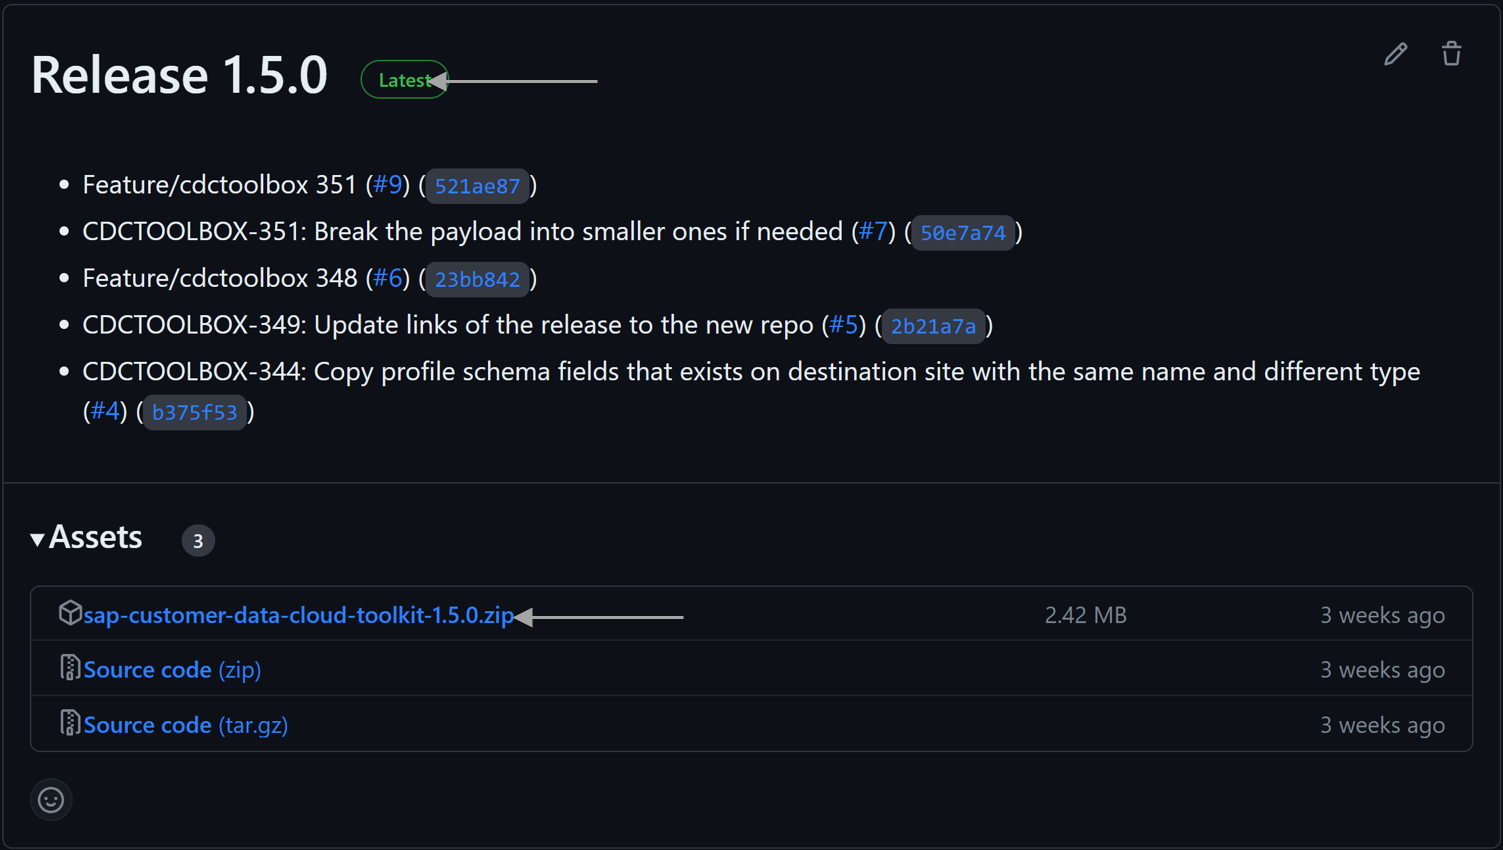 Release 1.5.0 Latest
Feature/cdctoolbox 351 (#9) (521ae87)
CDCTOOLBOX-351: Break the payload into smaller ones if needed (#7) (50e7a74)
Feature/cdctoolbox 348 (#6) (23bb842)
CDCTOOLBOX-349: Update links of the release to the new repo (#5) (2b21a7a)
CDCTOOLBOX-344: Copy profile schema fields that exists on destination site with the same name and different type
(#4) (b375f53)
Assets 3
sap-customer-data-cloud-toolkit-1.5.0.zip 2.42 MB 3 weeks ago
Source code (zip) 3 weeks ago
Source code (tar.gz) 3 weeks ago